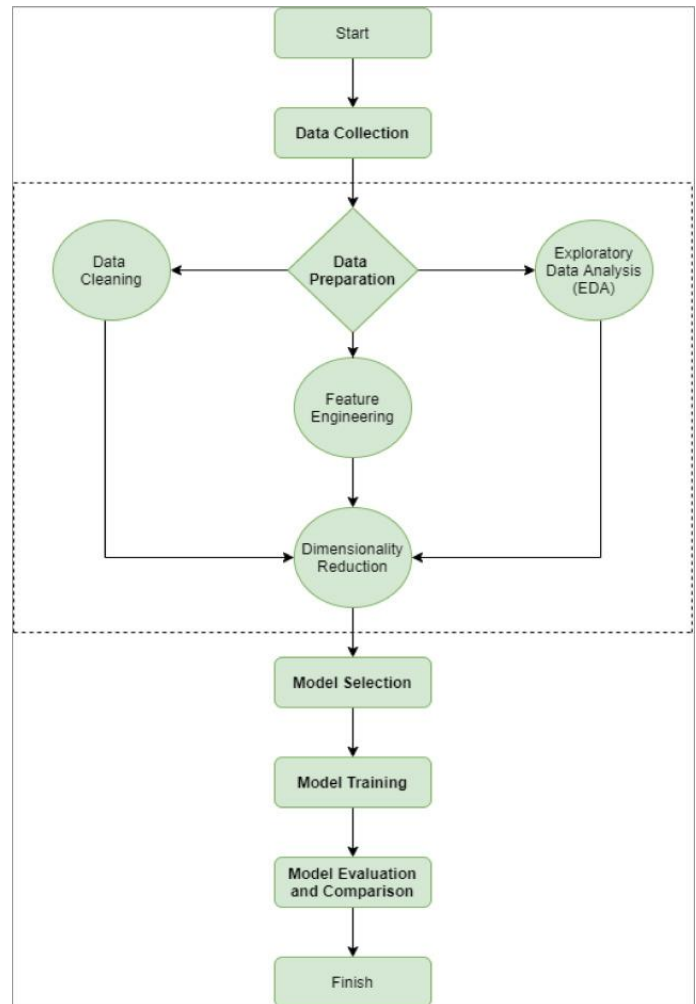 Start
Data Collection
Data
Cleaning
Data
Preparation
Exploratory
Data Analysis
(EDA)
Feature
Engineering
Dimensionality
Reduction
Model Selection
Model Training
Model Evaluation
and Comparison
Finish